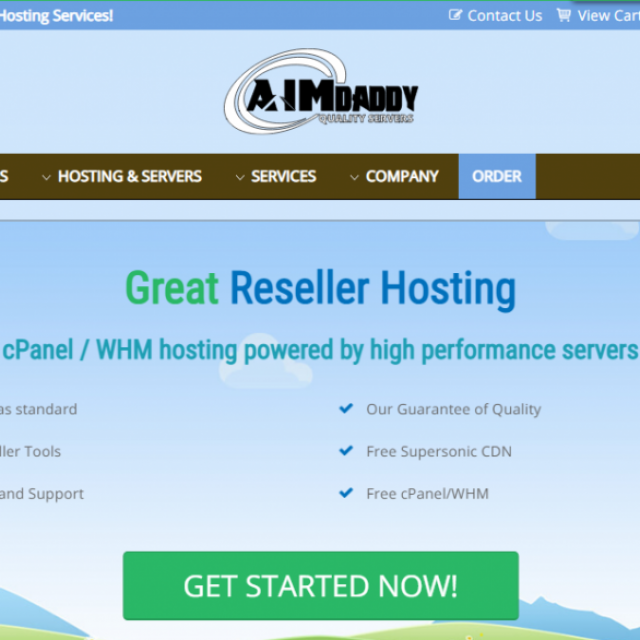 Hosting Services! Contact Us View Cart
AIMDADDY
QUALITY SERVERS
S HOSTING & SERVERS SERVICES COMPANY ORDER
Great Reseller Hosting
cPanel / WHM hosting powered by high performance servers
as standard Our Guarantee of Quality
ller Tools Free Supersonic CDN
and Support Free cPanel/WHM
GET STARTED NOW!